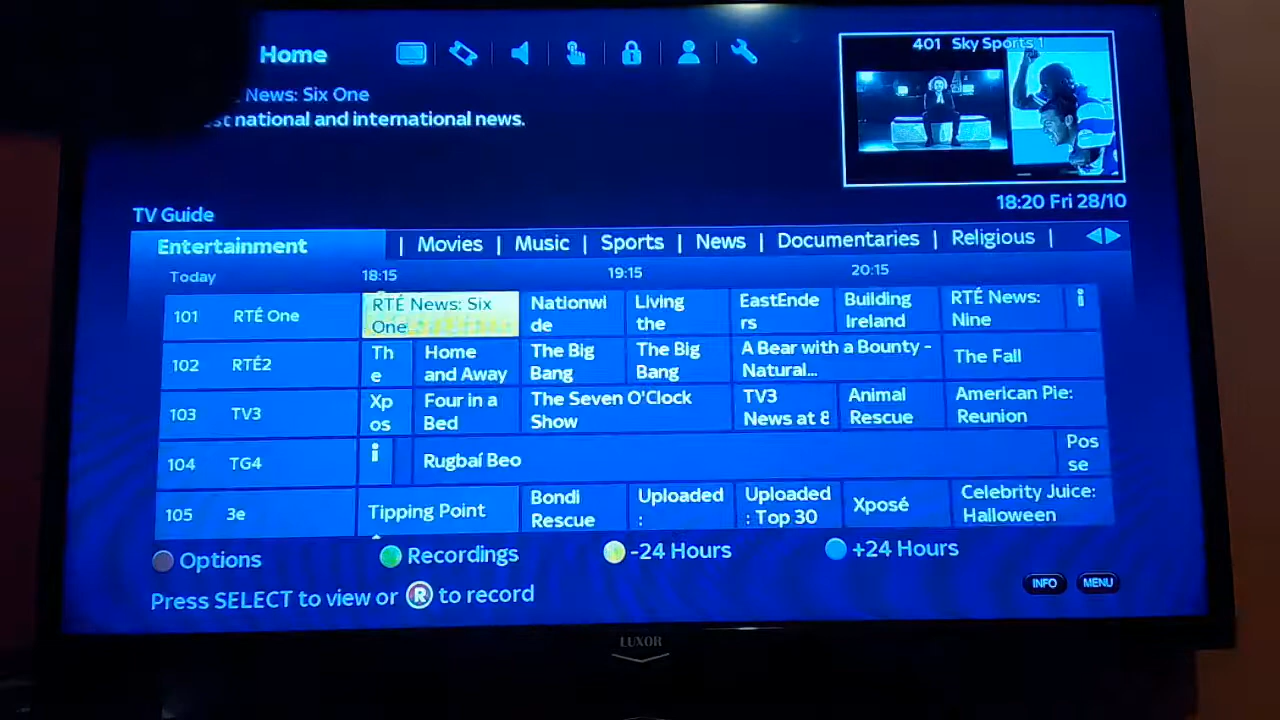 Home
401 Sky Sports 1
News: Six One
national and international news.
18:20 Fri 28/10
TV Guide
Entertainment | Movies | Music | Sports | News | Documentaries | Religious |
Today 18:15 19:15 20:15
101 RTÉ One
RTÉ News: Six
One
Nationwi
de
Living
the
EastEnde
rs
Building
Ireland
RTÉ News:
Nine
i
102 RTÉ2
Th
e
Home
and Away
The Big
Bang
The Big
Bang
A Bear with a Bounty -
Natural...
The Fall
103 TV3
Xp
os
Four in a
Bed
The Seven O'Clock
Show
TV3
News at 8
Animal
Rescue
American Pie:
Reunion
104 TG4
i
Rugbaí Beo
Pos
se
105 3e
Tipping Point
Bondi
Rescue
Uploaded
:
Uploaded
: Top 30
Xposé
Celebrity Juice:
Halloween
Options Recordings -24 Hours +24 Hours
Press SELECT to view or R to record
INFO MENU
LUXOR